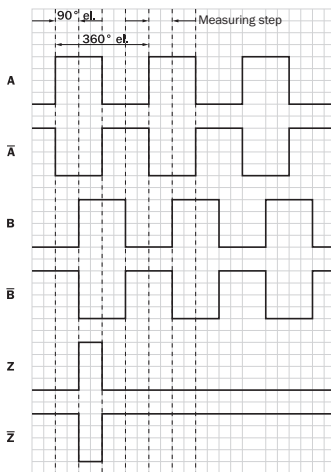 90° el.
Measuring step
360° el.
A
A̅
B
B̅
Z
Z̅